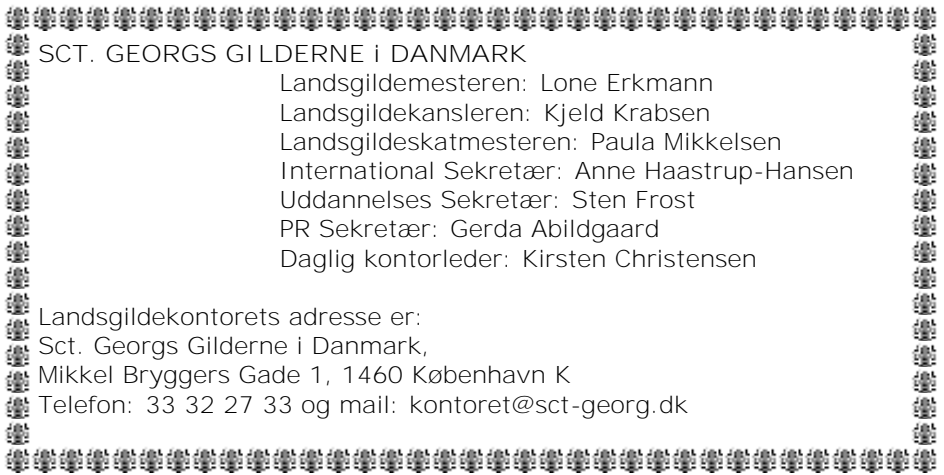 SCT. GEORGS GILDERNE i DANMARK
Landsgildemesteren: Lone Erkmann
Landsgildekansleren: Kjeld Krabsen
Landsgildeskatmesteren: Paula Mikkelsen
International Sekretær: Anne Haastrup-Hansen
Uddannelses Sekretær: Sten Frost
PR Sekretær: Gerda Abildgaard
Daglig kontorleder: Kirsten Christensen
Landsgildekontorets adresse er:
Sct. Georgs Gilderne i Danmark,
Mikkel Bryggers Gade 1, 1460 København K
Telefon: 33 32 27 33 og mail: kontoret@sct-georg.dk